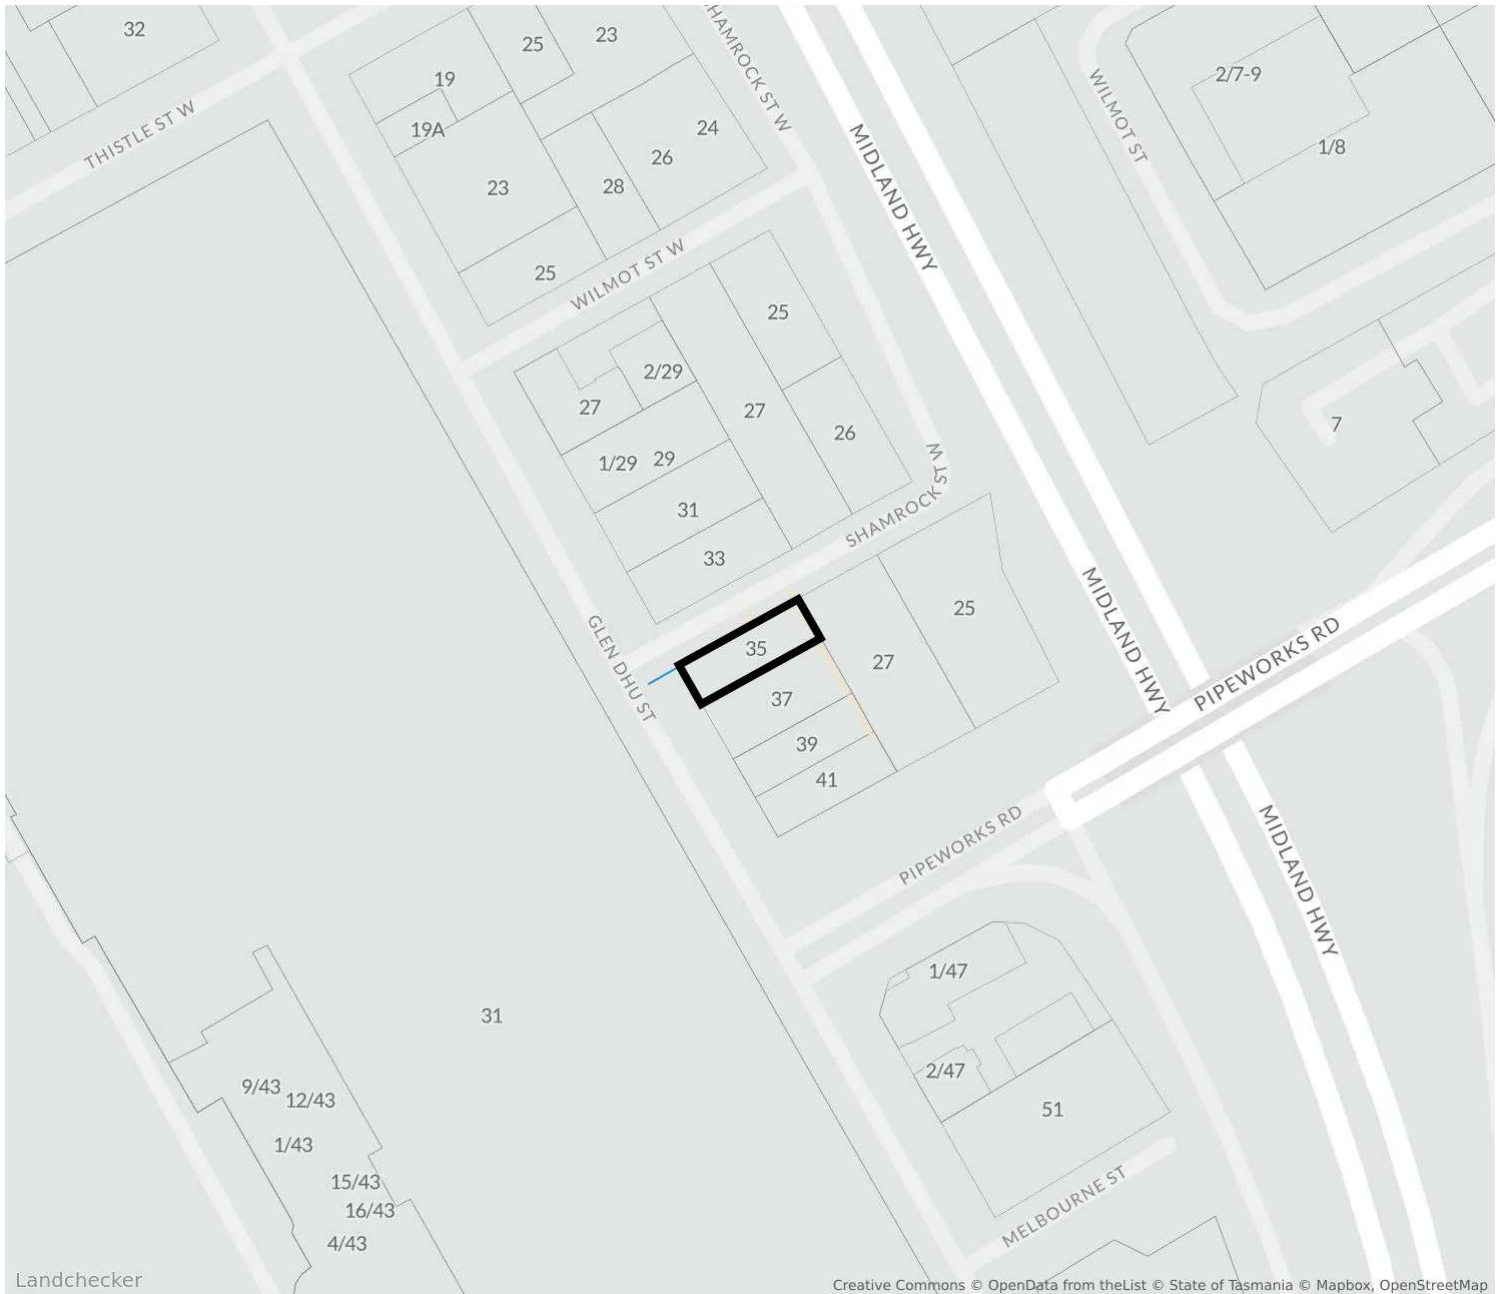 32
25
23
SHAMROCK ST W
19
2/7-9
WILMOT ST
THISTLE ST W
19A
24
26
1/8
MIDLAND HWY
23
28
25
WILMOT ST W
25
2/29
27
27
26
7
1/29
29
SHAMROCK ST W
31
33
MIDLAND HWY
25
GLEN DHU ST
35
27
PIPEWORKS RD
37
39
41
PIPEWORKS RD
MIDLAND HWY
1/47
31
2/47
9/43
12/43
51
1/43
15/43
16/43
MELBOURNE ST
4/43
Landchecker
Creative Commons © OpenData from theList © State of Tasmania © Mapbox, OpenStreetMap